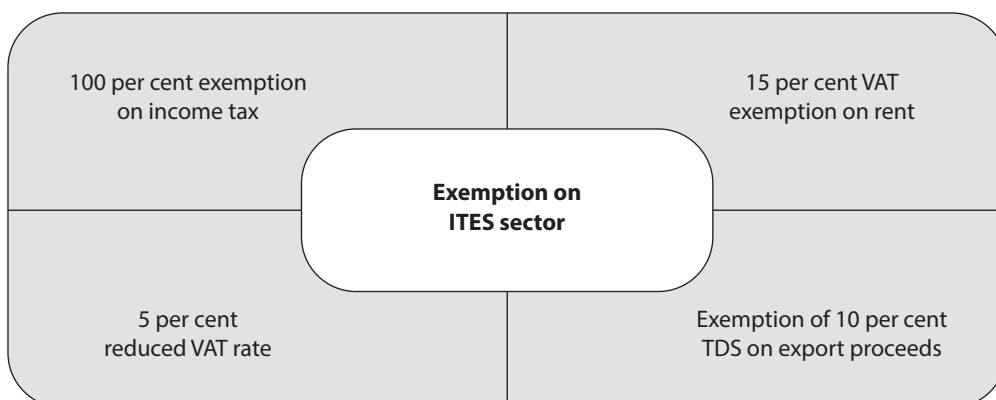 100 per cent exemption
on income tax
15 per cent VAT
exemption on rent
Exemption on
ITES sector
5 per cent
reduced VAT rate
Exemption of 10 per cent
TDS on export proceeds